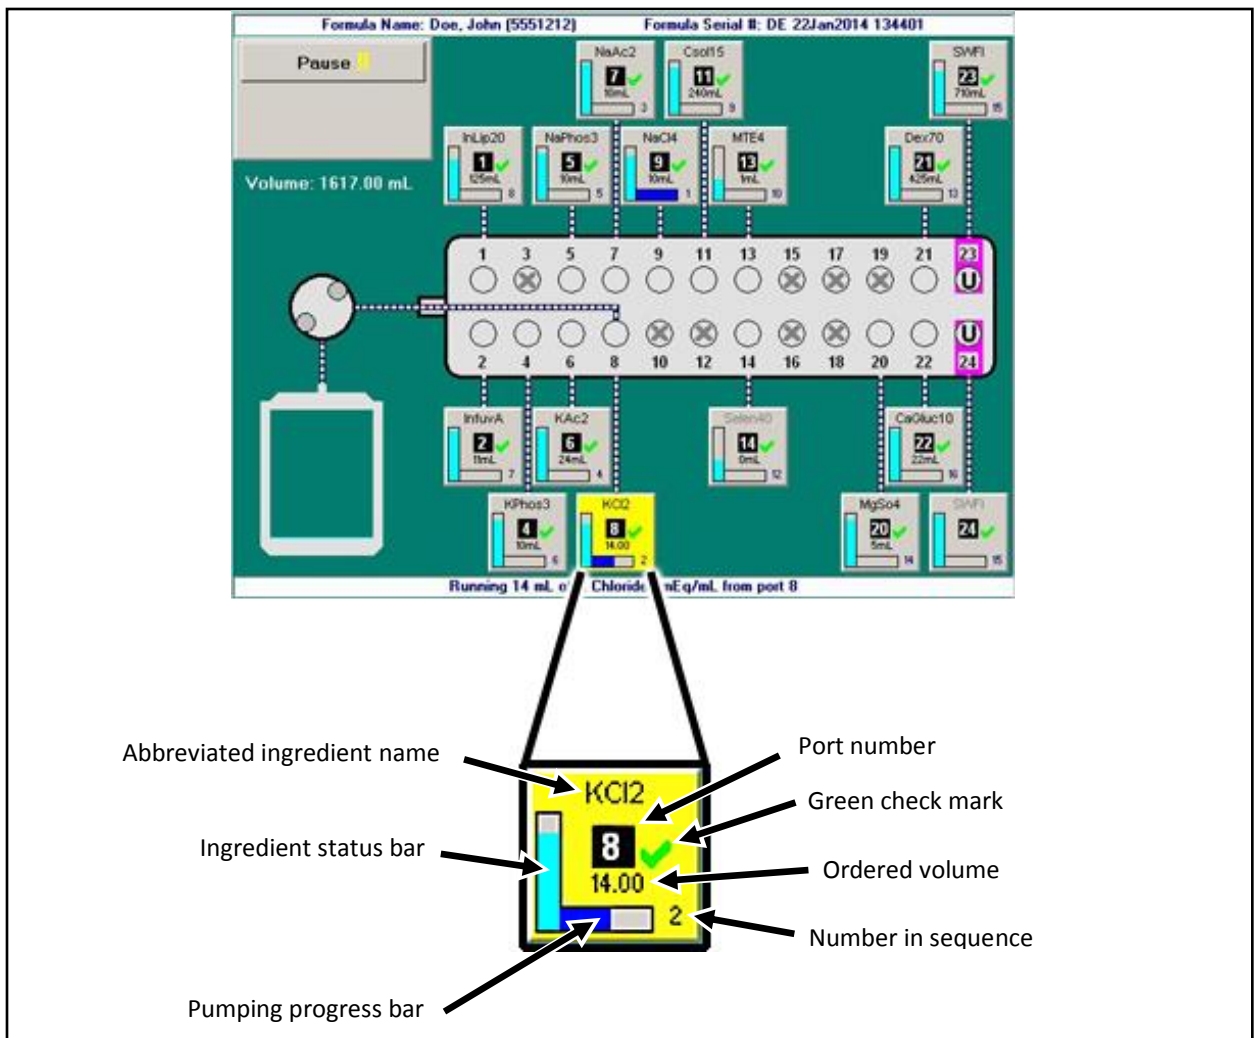 Formula Name: Doe, John (5551212) Formula Serial #: DE 22Jan2014 134401
Pause
Volume: 1617.00 mL
NaAc2
7
10mL
3
Csol15
11
240mL
9
SWFI
23
710mL
15
InLip20
1
125mL
8
NaPhos3
5
10mL
5
NaCl4
9
10mL
1
MTE4
13
1mL
10
Dex70
21
425mL
13
1 3 5 7 9 11 13 15 17 19 21 23
U
U
2 4 6 8 10 12 14 16 18 20 22 24
InfuvA
2
11mL
7
KAc2
6
24mL
4
Selen40
14
0mL
12
CaGluc10
22
22mL
16
KPhos3
4
10mL
6
KCl2
8
14.00
2
MgSo4
20
5mL
14
SWFI
24
15
Running 14 mL Chloride mEq/mL from port 8
Abbreviated ingredient name
Port number
Green check mark
Ingredient status bar
Ordered volume
Number in sequence
Pumping progress bar
KCl2
8
14.00
2